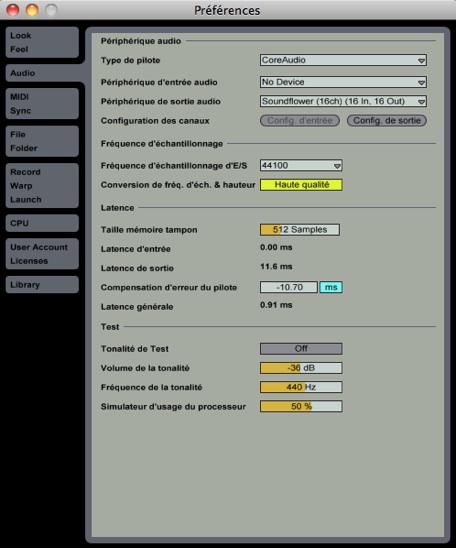 Préférences
Look
Feel
Audio
MIDI
Sync
File
Folder
Record
Warp
Launch
CPU
User Account
Licenses
Library
Périphérique audio
Type de pilote CoreAudio
Périphérique d'entrée audio No Device
Périphérique de sortie audio Soundflower (16ch) (16 In, 16 Out)
Configuration des canaux Config. d'entrée Config. de sortie
Fréquence d'échantillonnage
Fréquence d'échantillonnage d'E/S 44100
Conversion de fréq. d'éch. & hauteur Haute qualité
Latence
Taille mémoire tampon 512 Samples
Latence d'entrée 0.00 ms
Latence de sortie 11.6 ms
Compensation d'erreur du pilote -10.70 ms
Latence générale 0.91 ms
Test
Tonalité de Test Off
Volume de la tonalité -36 dB
Fréquence de la tonalité 440 Hz
Simulateur d'usage du processeur 50 %